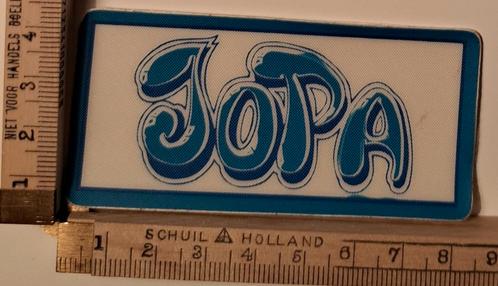 JOPA
SCHUIL HOLLAND
1 2 3 4 5 6 7 8 9
NIET VOOR HANDELS
1 2 3 4